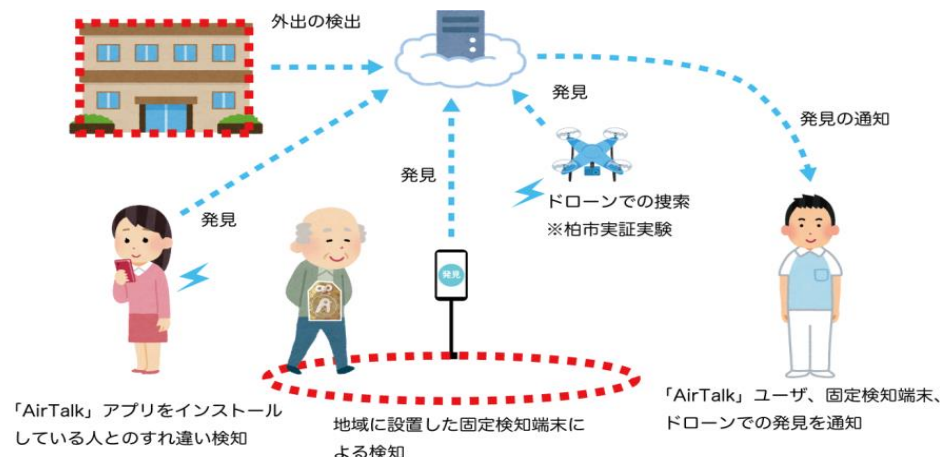 外出の検出
発見
発見の通知
発見
ドローンでの捜索
※柏市実証実験
発見
発見
A
「AirTalk」アプリをインストール
している人とのすれ違い検知
地域に設置した固定検知端末に
よる検知
「AirTalk」ユーザ、固定検知端末、
ドローンでの発見を通知